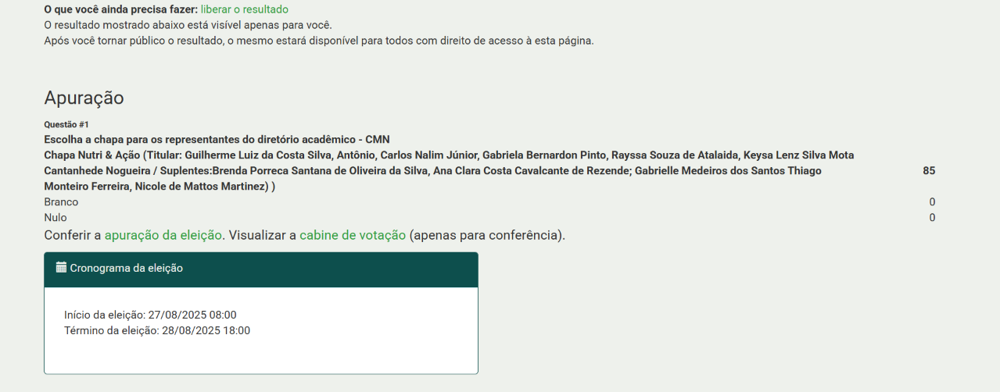 O que você ainda precisa fazer: liberar o resultado
O resultado mostrado abaixo está visível apenas para você.
Após você tornar público o resultado, o mesmo estará disponível para todos com direito de acesso à esta página.
Apuração
Questão #1
Escolha a chapa para os representantes do diretório acadêmico - CMN
Chapa Nutri & Ação (Titular: Guilherme Luiz da Costa Silva, Antônio, Carlos Nalim Júnior, Gabriela Bernardon Pinto, Rayssa Souza de Atalaida, Keysa Lenz Silva Mota
Cantanhede Nogueira / Suplentes:Brenda Porreca Santana de Oliveira da Silva, Ana Clara Costa Cavalcante de Rezende; Gabrielle Medeiros dos Santos Thiago 85
Monteiro Ferreira, Nicole de Mattos Martinez) )
Branco 0
Nulo 0
Conferir a apuração da eleição. Visualizar a cabine de votação (apenas para conferência).
Cronograma da eleição
Início da eleição: 27/08/2025 08:00
Término da eleição: 28/08/2025 18:00